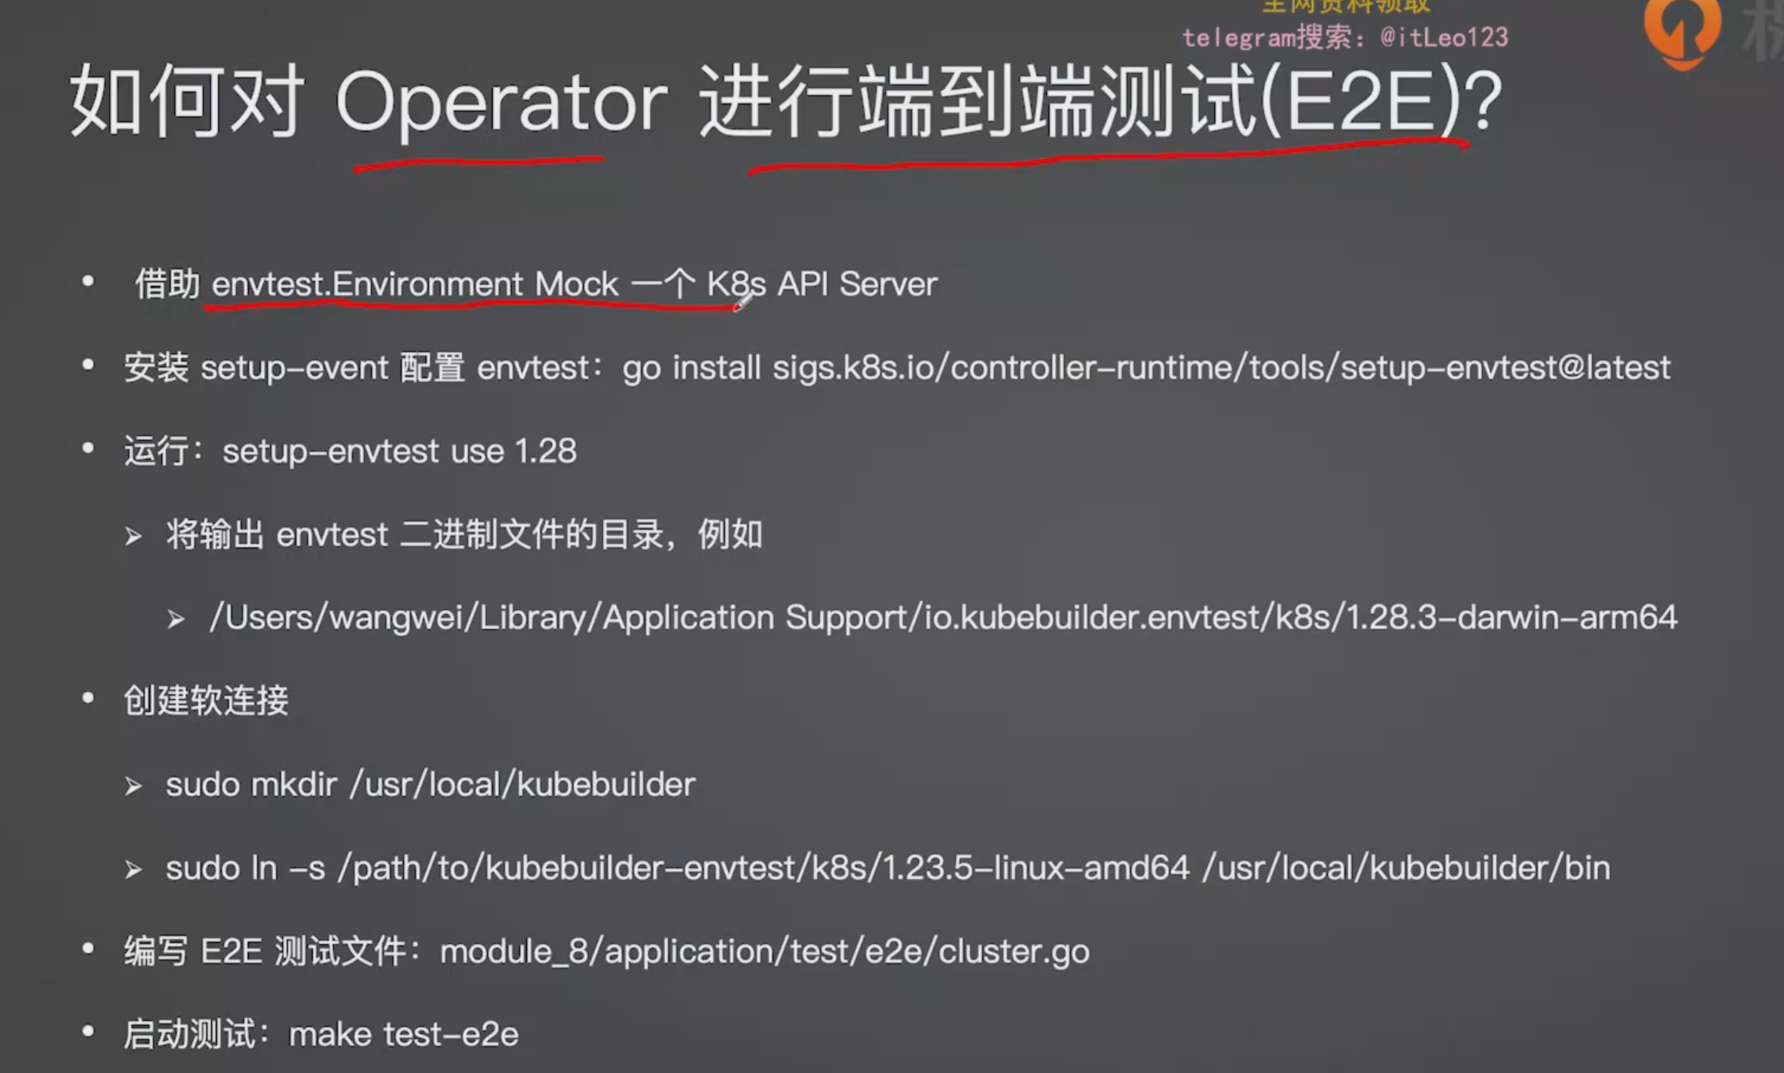 全网资料领取
telegram搜索：@itLeo123
如何对 Operator 进行端到端测试(E2E)?
• 借助 envtest.Environment Mock 一个 K8s API Server
• 安装 setup-event 配置 envtest：go install sigs.k8s.io/controller-runtime/tools/setup-envtest@latest
• 运行：setup-envtest use 1.28
➢ 将输出 envtest 二进制文件的目录，例如
➢ /Users/wangwei/Library/Application Support/io.kubebuilder.envtest/k8s/1.28.3-darwin-arm64
• 创建软连接
➢ sudo mkdir /usr/local/kubebuilder
➢ sudo ln -s /path/to/kubebuilder-envtest/k8s/1.23.5-linux-amd64 /usr/local/kubebuilder/bin
• 编写 E2E 测试文件：module_8/application/test/e2e/cluster.go
• 启动测试：make test-e2e